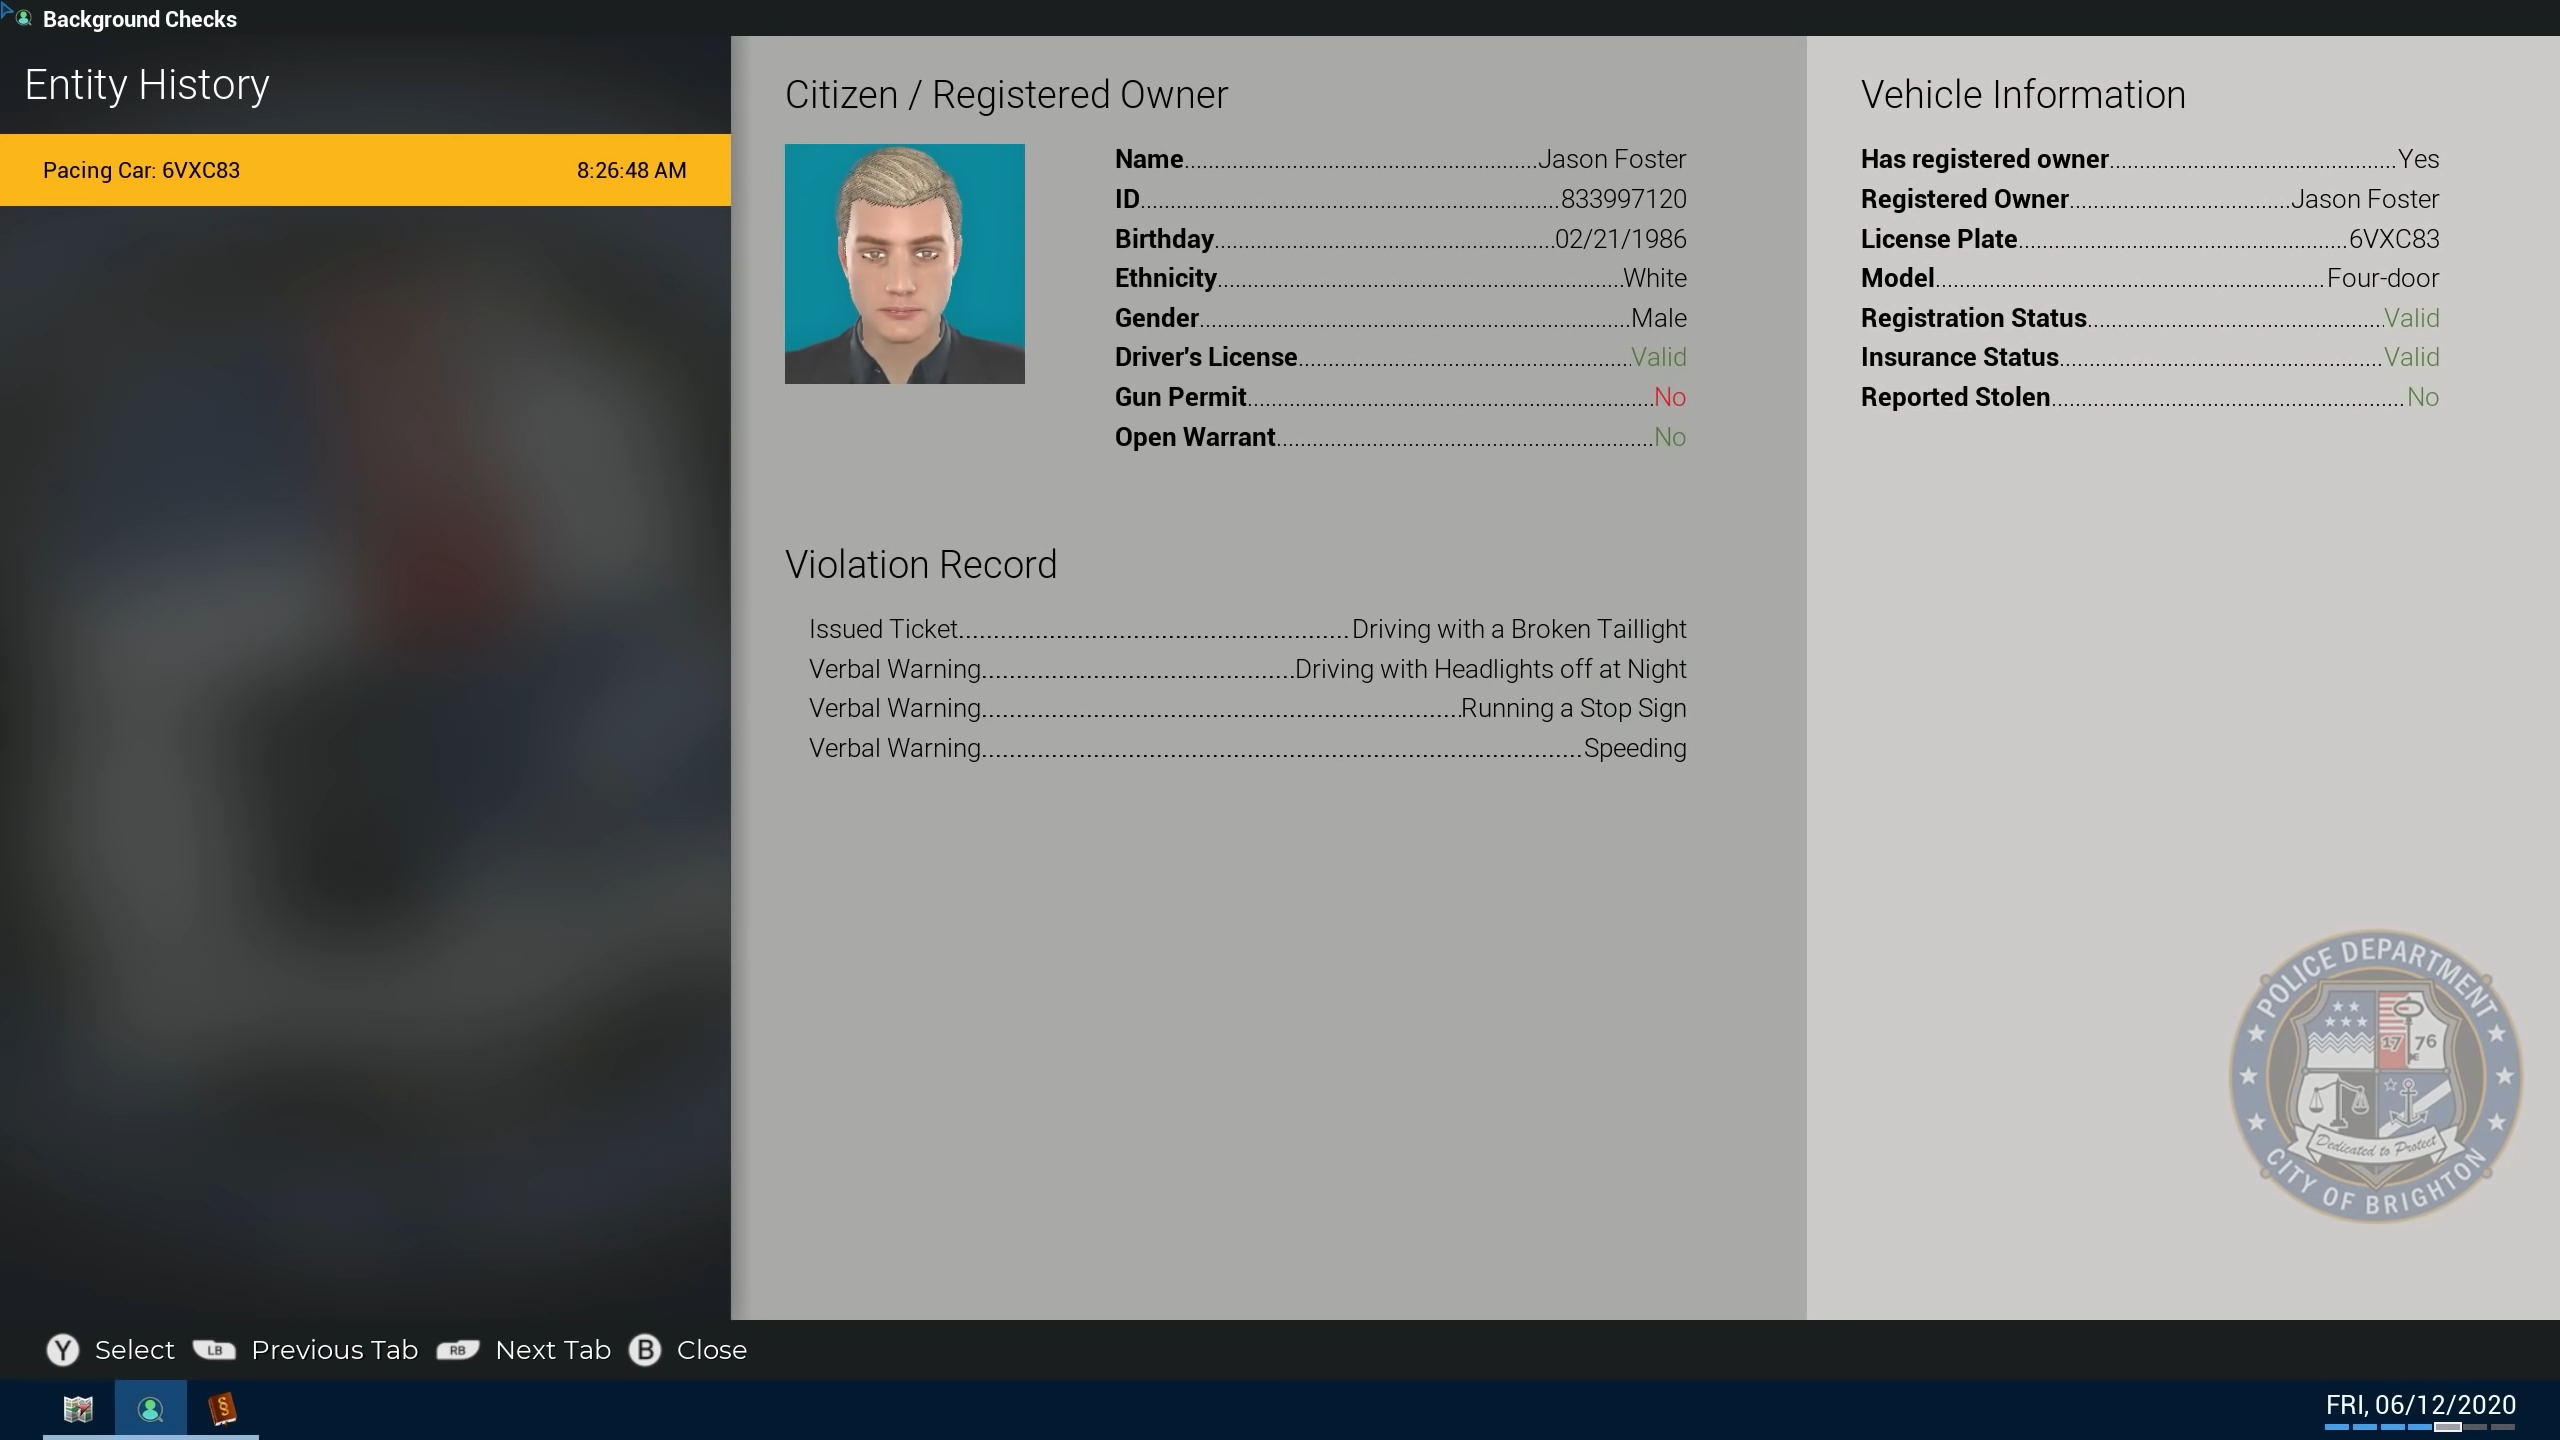 Background Checks
Entity History
Pacing Car: 6VXC83 8:26:48 AM
Citizen / Registered Owner
Name Jason Foster
ID 833997120
Birthday 02/21/1986
Ethnicity White
Gender Male
Driver's License Valid
Gun Permit No
Open Warrant No
Violation Record
Issued Ticket Driving with a Broken Taillight
Verbal Warning Driving with Headlights off at Night
Verbal Warning Running a Stop Sign
Verbal Warning Speeding
Vehicle Information
Has registered owner Yes
Registered Owner Jason Foster
License Plate 6VXC83
Model Four-door
Registration Status Valid
Insurance Status Valid
Reported Stolen No
POLICE DEPARTMENT
17 76
Dedicated to Protect
CITY OF BRIGHTON
Y Select LB Previous Tab RB Next Tab B Close
§
FRI, 06/12/2020